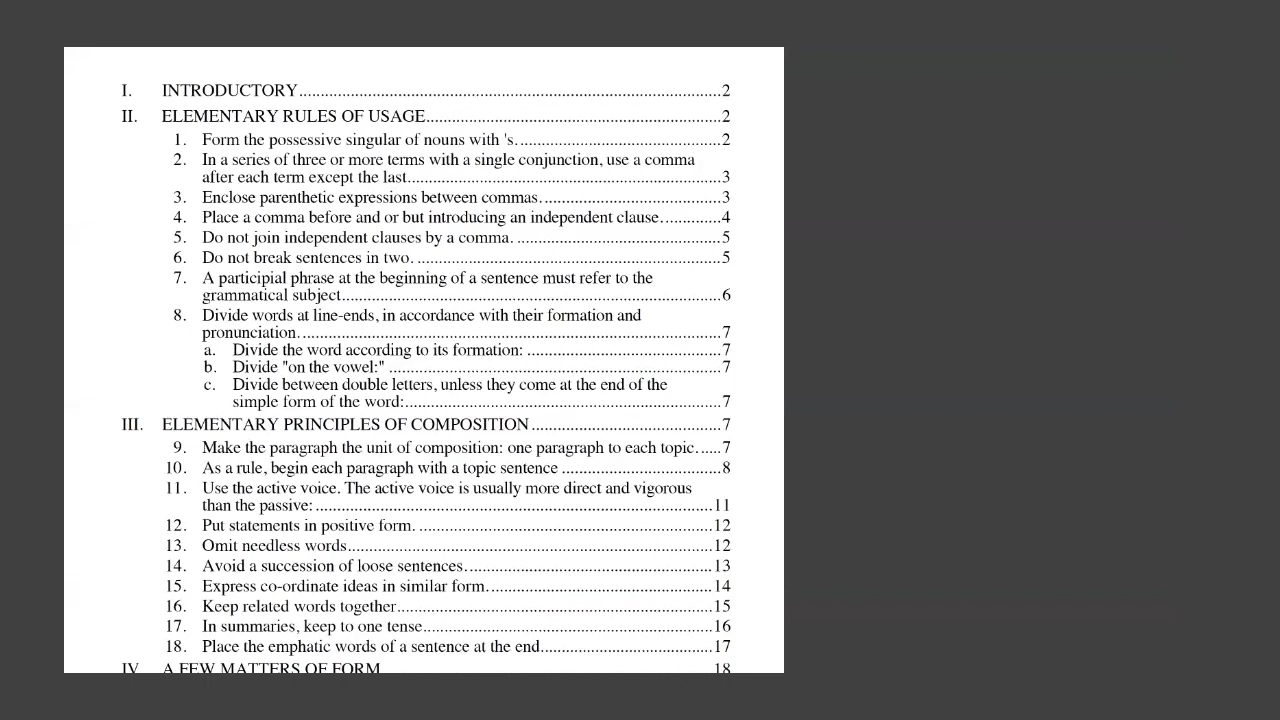 I. INTRODUCTORY 2
II. ELEMENTARY RULES OF USAGE 2
1. Form the possessive singular of nouns with 's. 2
2. In a series of three or more terms with a single conjunction, use a comma
after each term except the last 3
3. Enclose parenthetic expressions between commas. 3
4. Place a comma before and or but introducing an independent clause. 4
5. Do not join independent clauses by a comma. 5
6. Do not break sentences in two. 5
7. A participial phrase at the beginning of a sentence must refer to the
grammatical subject 6
8. Divide words at line-ends, in accordance with their formation and
pronunciation. 7
a. Divide the word according to its formation: 7
b. Divide "on the vowel:" 7
c. Divide between double letters, unless they come at the end of the
simple form of the word: 7
III. ELEMENTARY PRINCIPLES OF COMPOSITION 7
9. Make the paragraph the unit of composition: one paragraph to each topic. 7
10. As a rule, begin each paragraph with a topic sentence 8
11. Use the active voice. The active voice is usually more direct and vigorous
than the passive: 11
12. Put statements in positive form. 12
13. Omit needless words 12
14. Avoid a succession of loose sentences. 13
15. Express co-ordinate ideas in similar form. 14
16. Keep related words together 15
17. In summaries, keep to one tense 16
18. Place the emphatic words of a sentence at the end 17
IV A FEW MATTERS OF FORM 18